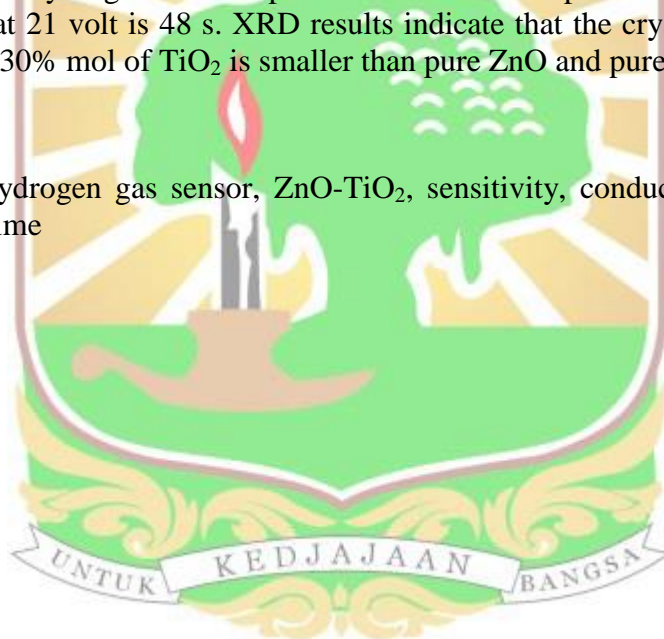 at 21 volt is 48 s. XRD results indicate that the cry
30% mol of TiO₂ is smaller than pure ZnO and pure
ydrogen gas sensor, ZnO-TiO₂, sensitivity, conduc
ime
UNTUK KEDJAJAAN BANGSA